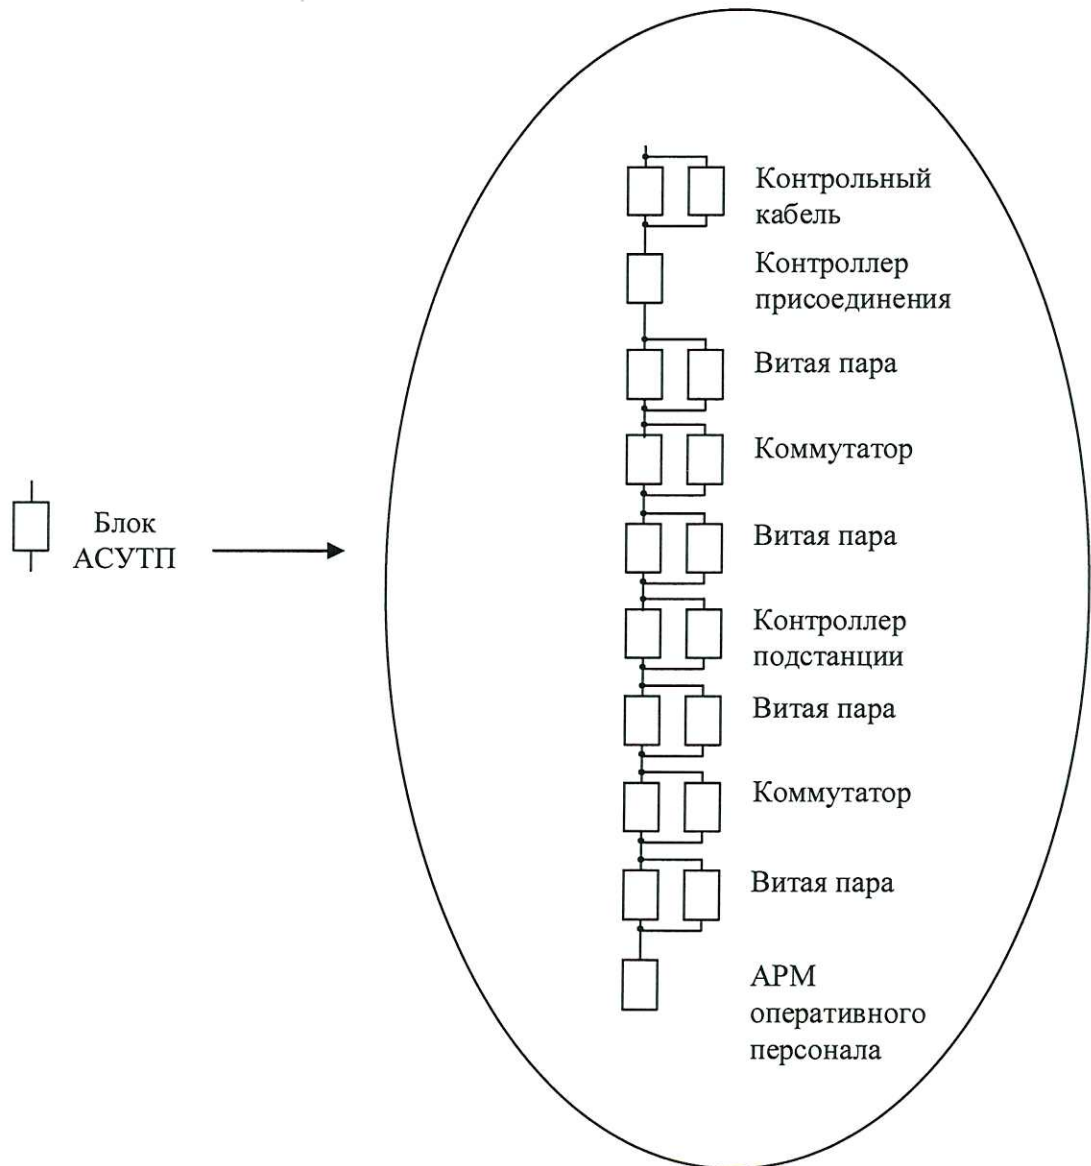 Контрольный
кабель
Контроллер
присоединения
Витая пара
Коммутатор
Блок
АСУТП
Витая пара
Контроллер
подстанции
Витая пара
Коммутатор
Витая пара
АРМ
оперативного
персонала